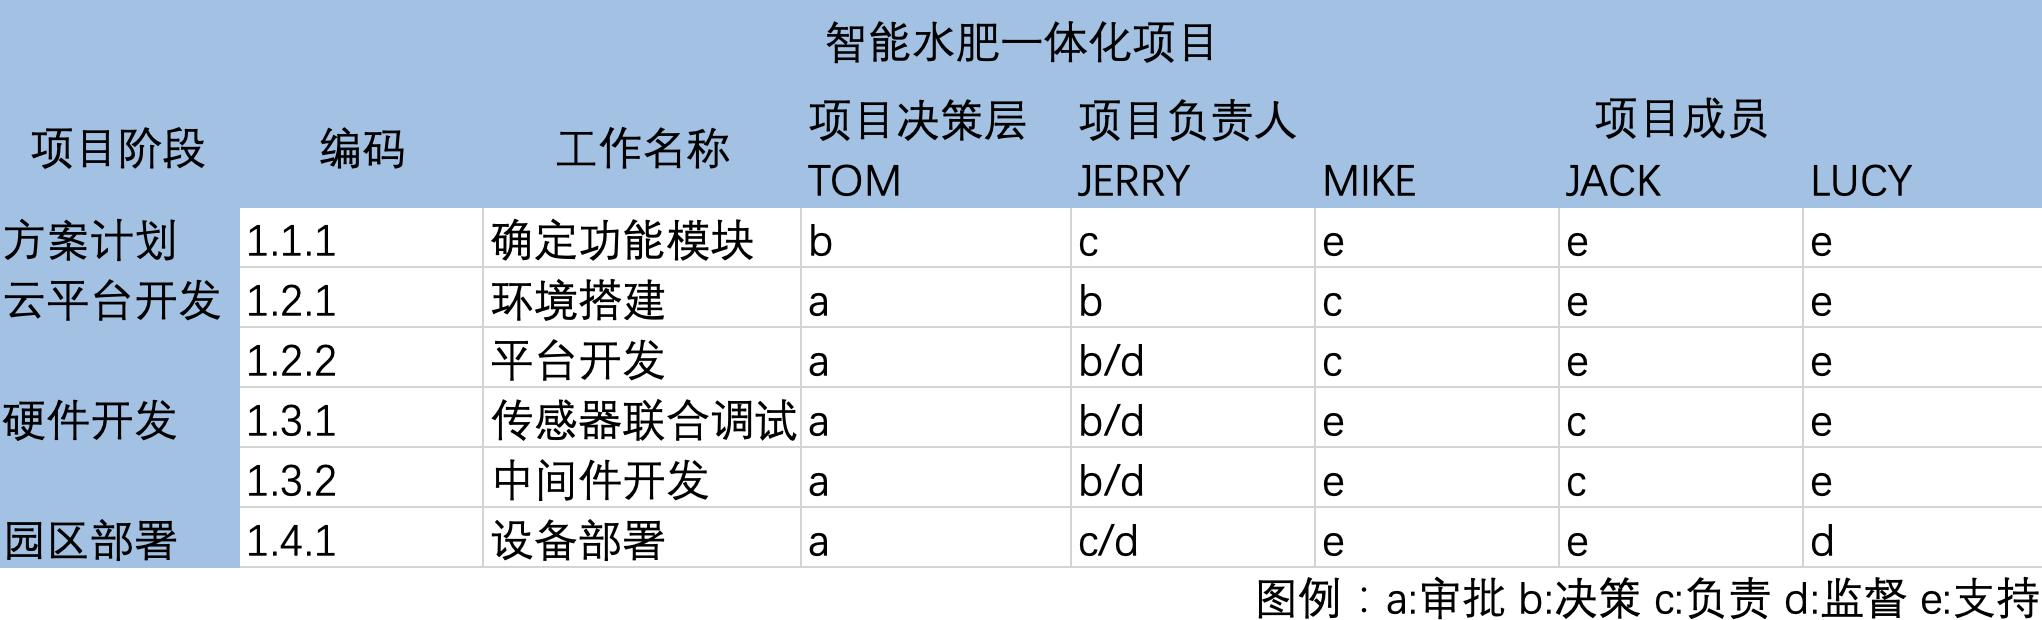 智能水肥一体化项目
项目阶段 编码 工作名称 项目决策层 项目负责人 项目成员
TOM JERRY MIKE JACK LUCY
方案计划 1.1.1 确定功能模块 b c e e e
云平台开发 1.2.1 环境搭建 a b c e e
1.2.2 平台开发 a b/d c e e
硬件开发 1.3.1 传感器联合调试 a b/d e c e
1.3.2 中间件开发 a b/d e c e
园区部署 1.4.1 设备部署 a c/d e e d
图例：a:审批 b:决策 c:负责 d:监督 e:支持